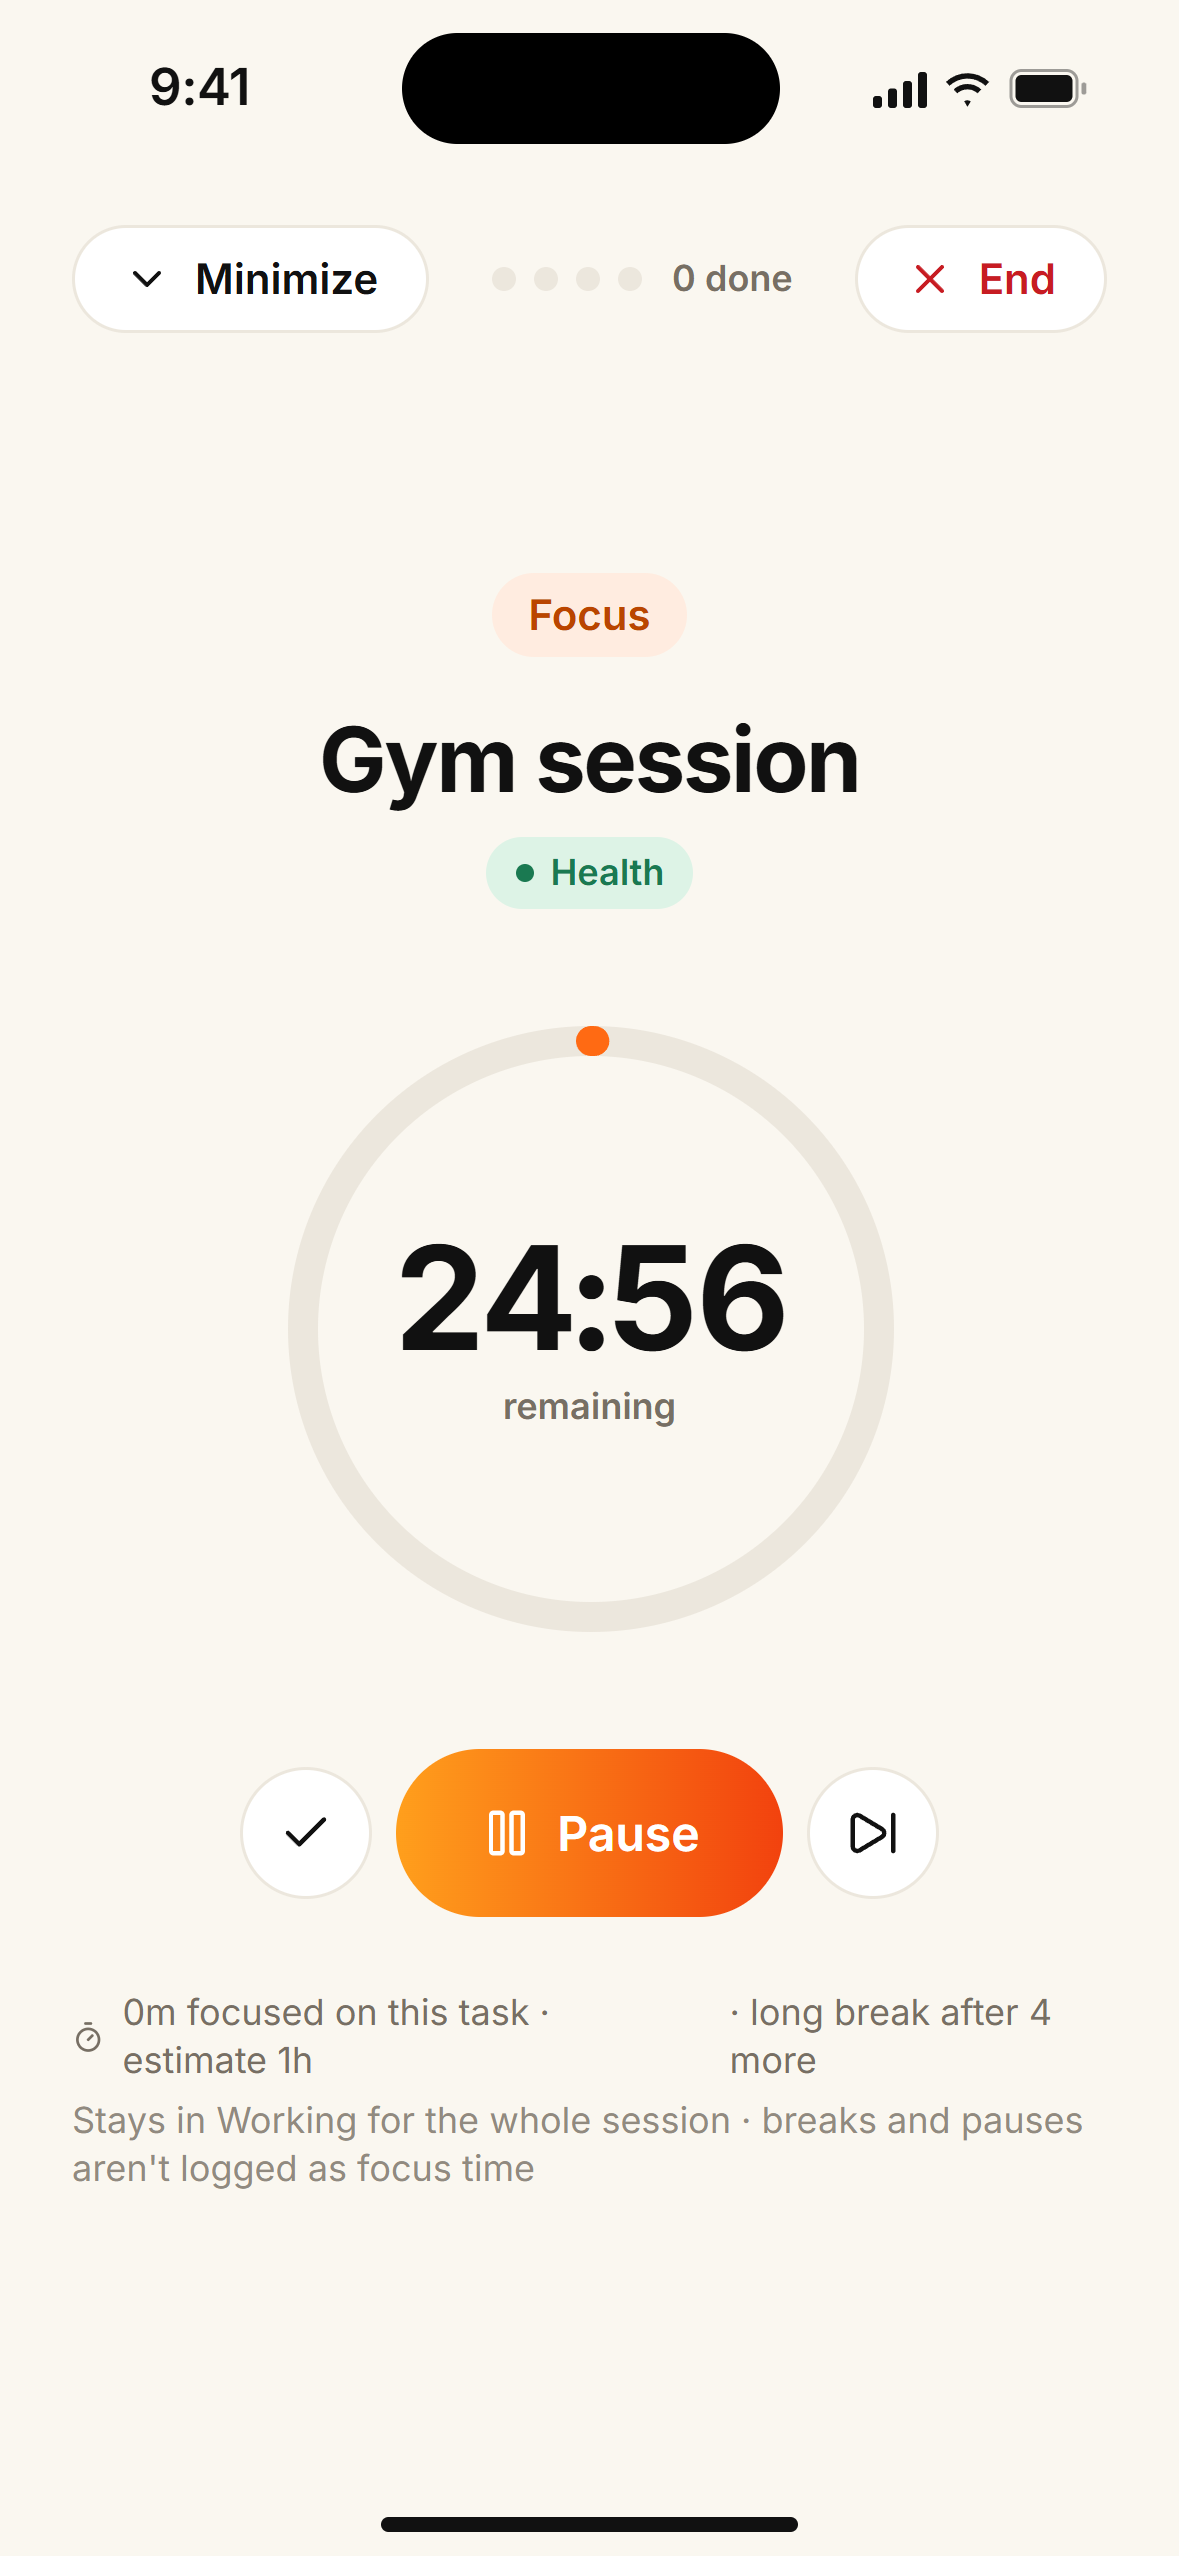 9:41
Minimize
0 done
End
Focus
Gym session
Health
24:56
remaining
Pause
0m focused on this task ·
estimate 1h
· long break after 4
more
Stays in Working for the whole session · breaks and pauses
aren't logged as focus time